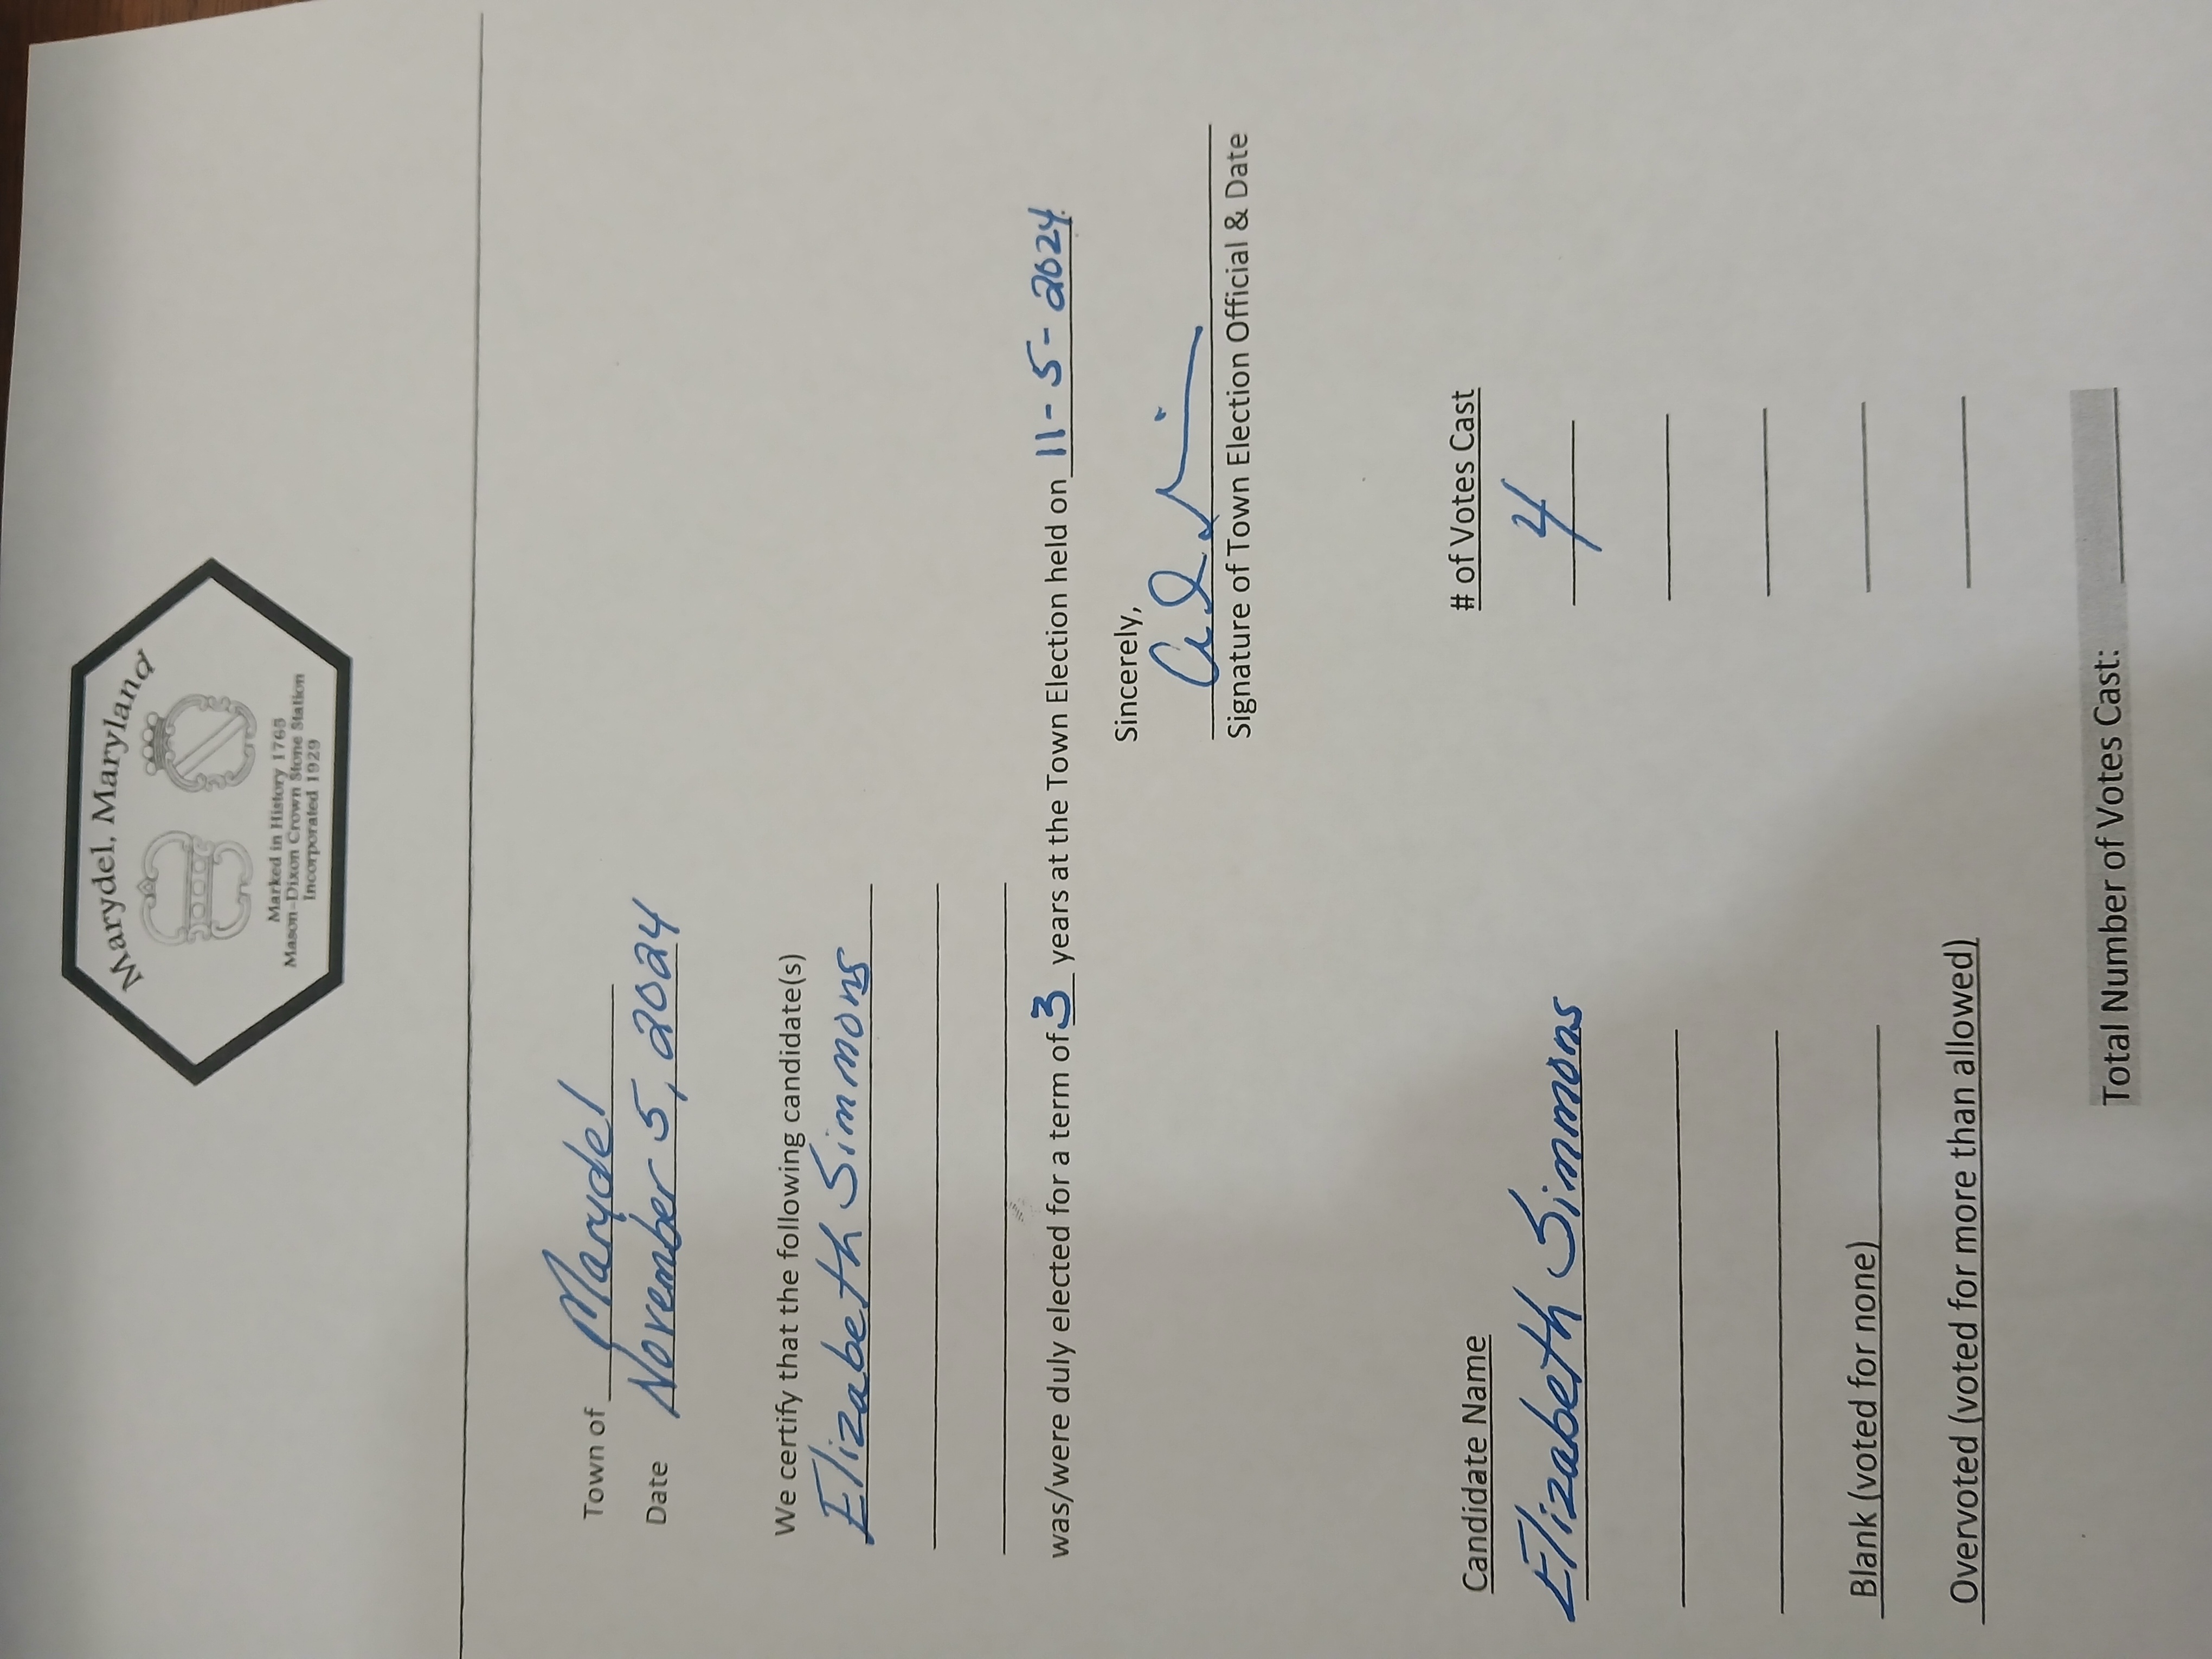 Marydel, Maryland
Marked in History 1765
Mason-Dixon Crown Stone Station
Incorporated 1929
Town of Marydel
Date November 5, 2024
We certify that the following candidate(s)
Elizabeth Simmons
was/were duly elected for a term of 3 years at the Town Election held on 11-5-2024.
Sincerely,
Signature of Town Election Official & Date
Candidate Name # of Votes Cast
Elizabeth Simmons 4
Blank (voted for none)
Overvoted (voted for more than allowed)
Total Number of Votes Cast: